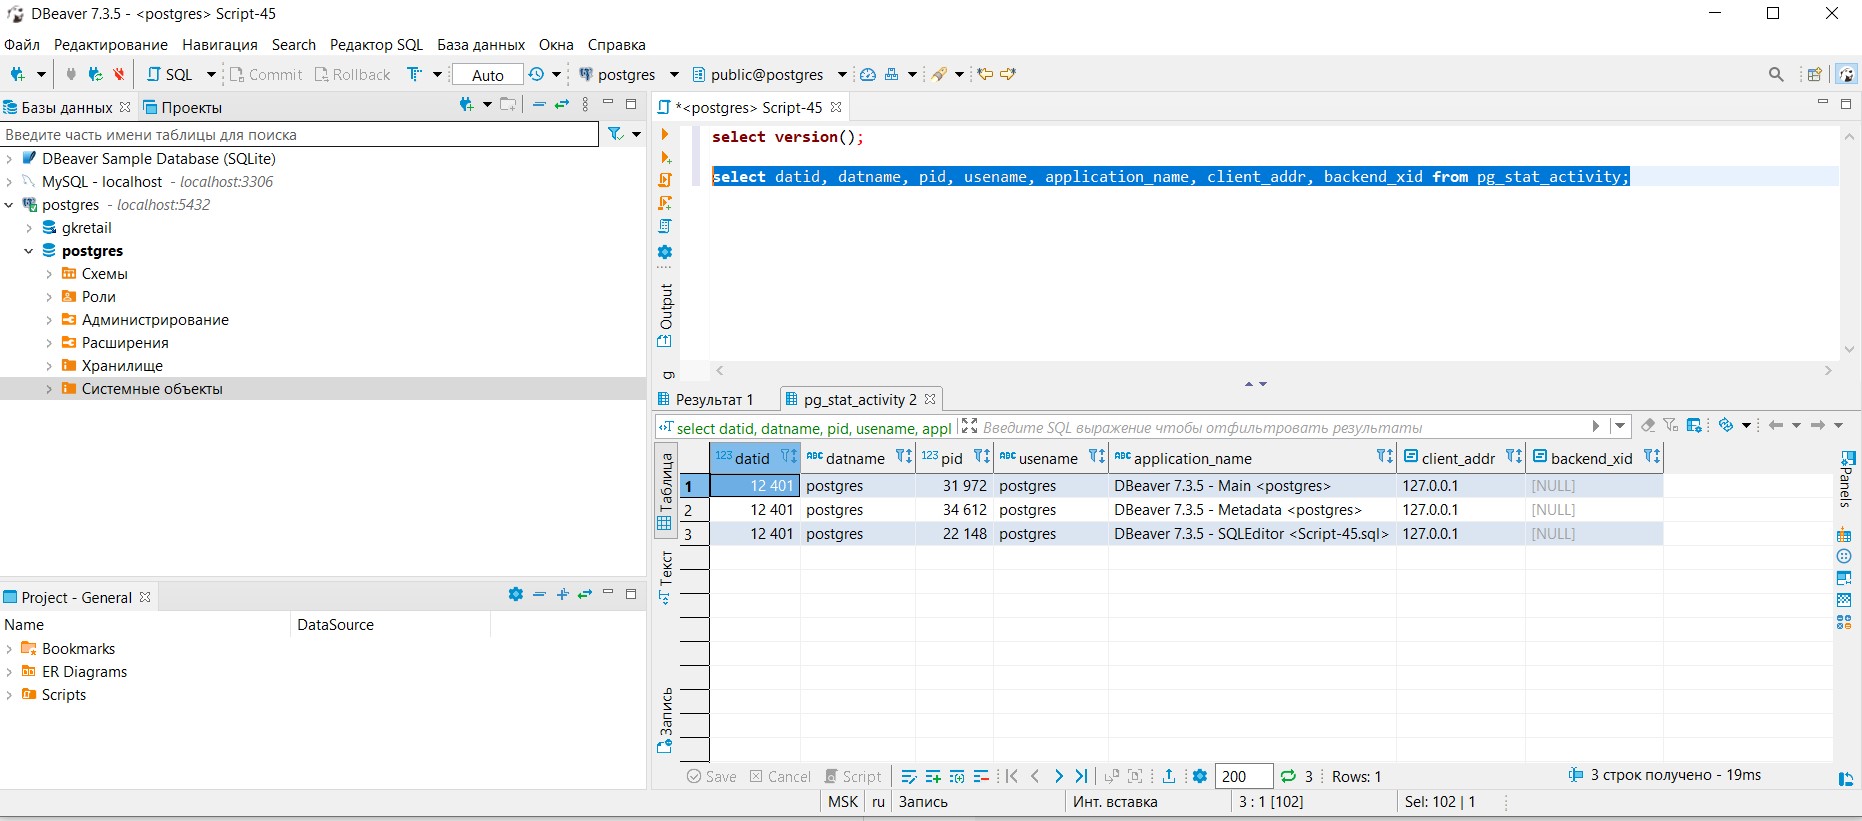 DBeaver 7.3.5 - <postgres> Script-45
Файл Редактирование Навигация Search Редактор SQL База данных Окна Справка
SQL Commit Rollback Auto postgres public@postgres
Базы данных Проекты
Введите часть имени таблицы для поиска
DBeaver Sample Database (SQLite)
MySQL - localhost - localhost:3306
postgres - localhost:5432
gkretail
postgres
Схемы
Роли
Администрирование
Расширения
Хранилище
Системные объекты
Project - General
Name DataSource
Bookmarks
ER Diagrams
Scripts
*<postgres> Script-45
select version();
select datid, datname, pid, usename, application_name, client_addr, backend_xid from pg_stat_activity;
Output
Результат 1 pg_stat_activity 2
select datid, datname, pid, usename, appl Введите SQL выражение чтобы отфильтровать результаты
Таблица
Текст
Запись
123 datid ABC datname 123 pid ABC usename ABC application_name client_addr backend_xid
1 12 401 postgres 31 972 postgres DBeaver 7.3.5 - Main <postgres> 127.0.0.1 [NULL]
2 12 401 postgres 34 612 postgres DBeaver 7.3.5 - Metadata <postgres> 127.0.0.1 [NULL]
3 12 401 postgres 22 148 postgres DBeaver 7.3.5 - SQLEditor <Script-45.sql> 127.0.0.1 [NULL]
Panels
Save Cancel Script 200 3 Rows: 1 3 строк получено - 19ms
MSK ru Запись Инт. вставка 3 : 1 [102] Sel: 102 | 1